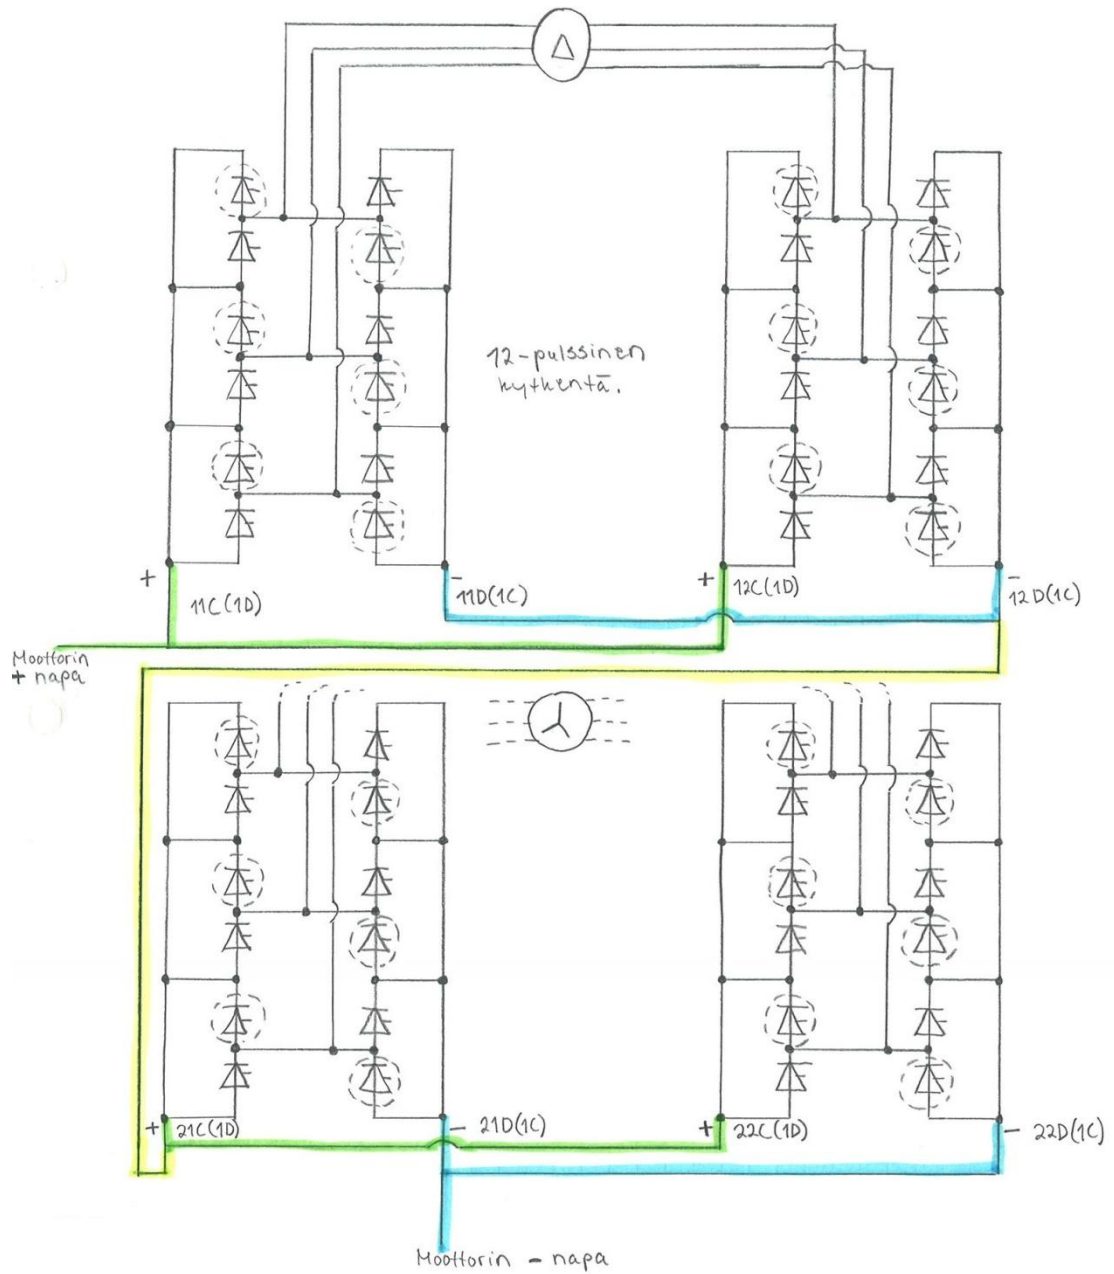 12-pulssinen
kythentā.
+
11C(1D)
-
11D(1C)
+
12C(1D)
-
12D(1C)
Moottorin
+ napa
+
21C(1D)
-
21D(1C)
+
22C(1D)
-
22D(1C)
Moottorin - napa